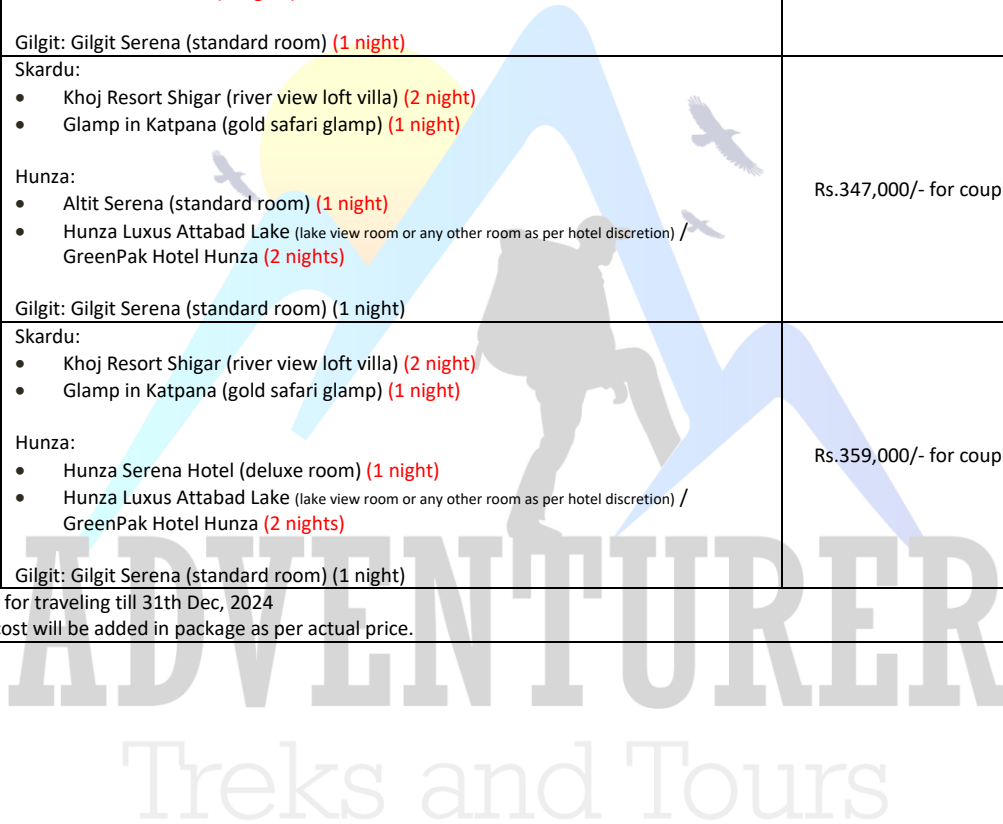 Gilgit: Gilgit Serena (standard room) (1 night)
Skardu:
• Khoj Resort Shigar (river view loft villa) (2 night)
• Glamp in Katpana (gold safari glamp) (1 night)
Hunza:
• Altit Serena (standard room) (1 night)
• Hunza Luxus Attabad Lake (lake view room or any other room as per hotel discretion) /
GreenPak Hotel Hunza (2 nights)
Rs.347,000/- for coup
Gilgit: Gilgit Serena (standard room) (1 night)
Skardu:
• Khoj Resort Shigar (river view loft villa) (2 night)
• Glamp in Katpana (gold safari glamp) (1 night)
Hunza:
• Hunza Serena Hotel (deluxe room) (1 night)
• Hunza Luxus Attabad Lake (lake view room or any other room as per hotel discretion) /
GreenPak Hotel Hunza (2 nights)
Rs.359,000/- for coup
Gilgit: Gilgit Serena (standard room) (1 night)
for traveling till 31th Dec, 2024
cost will be added in package as per actual price.
ADVENTURER
Treks and Tours